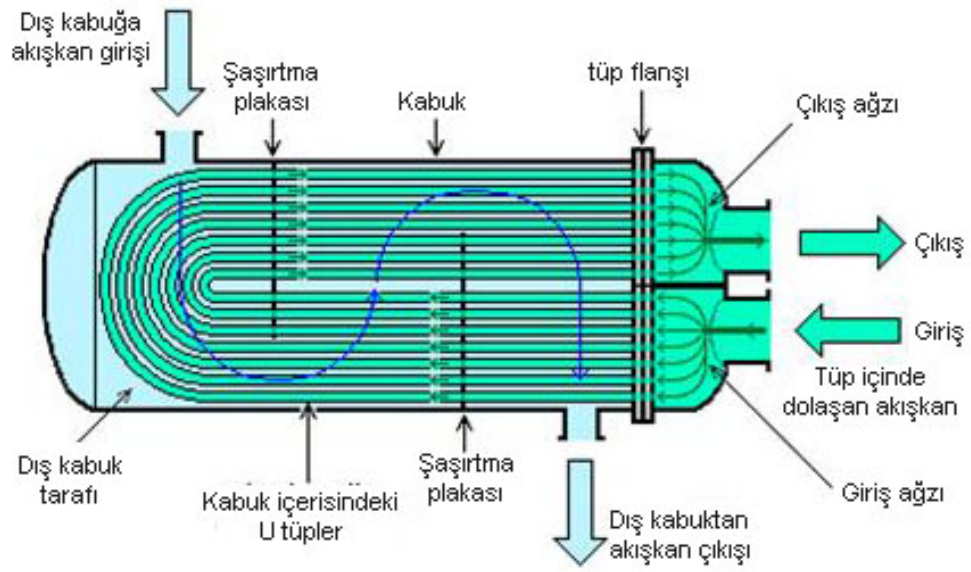 Dış kabuğa
akışkan girişi
Şaşırtma
plakası
Kabuk
tüp flanşı
Çıkış ağzı
Çıkış
Giriş
Tüp içinde
dolaşan akışkan
Dış kabuk
tarafı
Kabuk içerisindeki
U tüpler
Şaşırtma
plakası
Giriş ağzı
Dış kabuktan
akışkan çıkışı